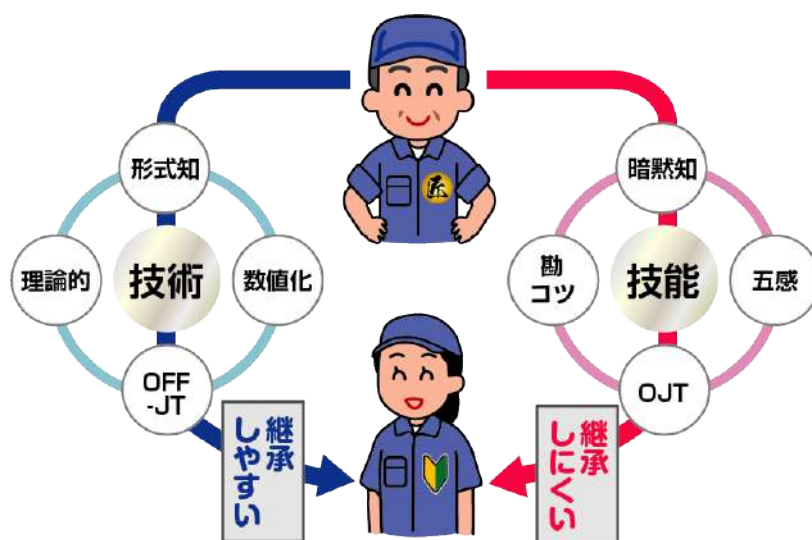 匠
形式知
理論的
技術
数値化
OFF
-JT
継承
しやすい
暗黙知
勘
コツ
技能
五感
OJT
継承
しにくい